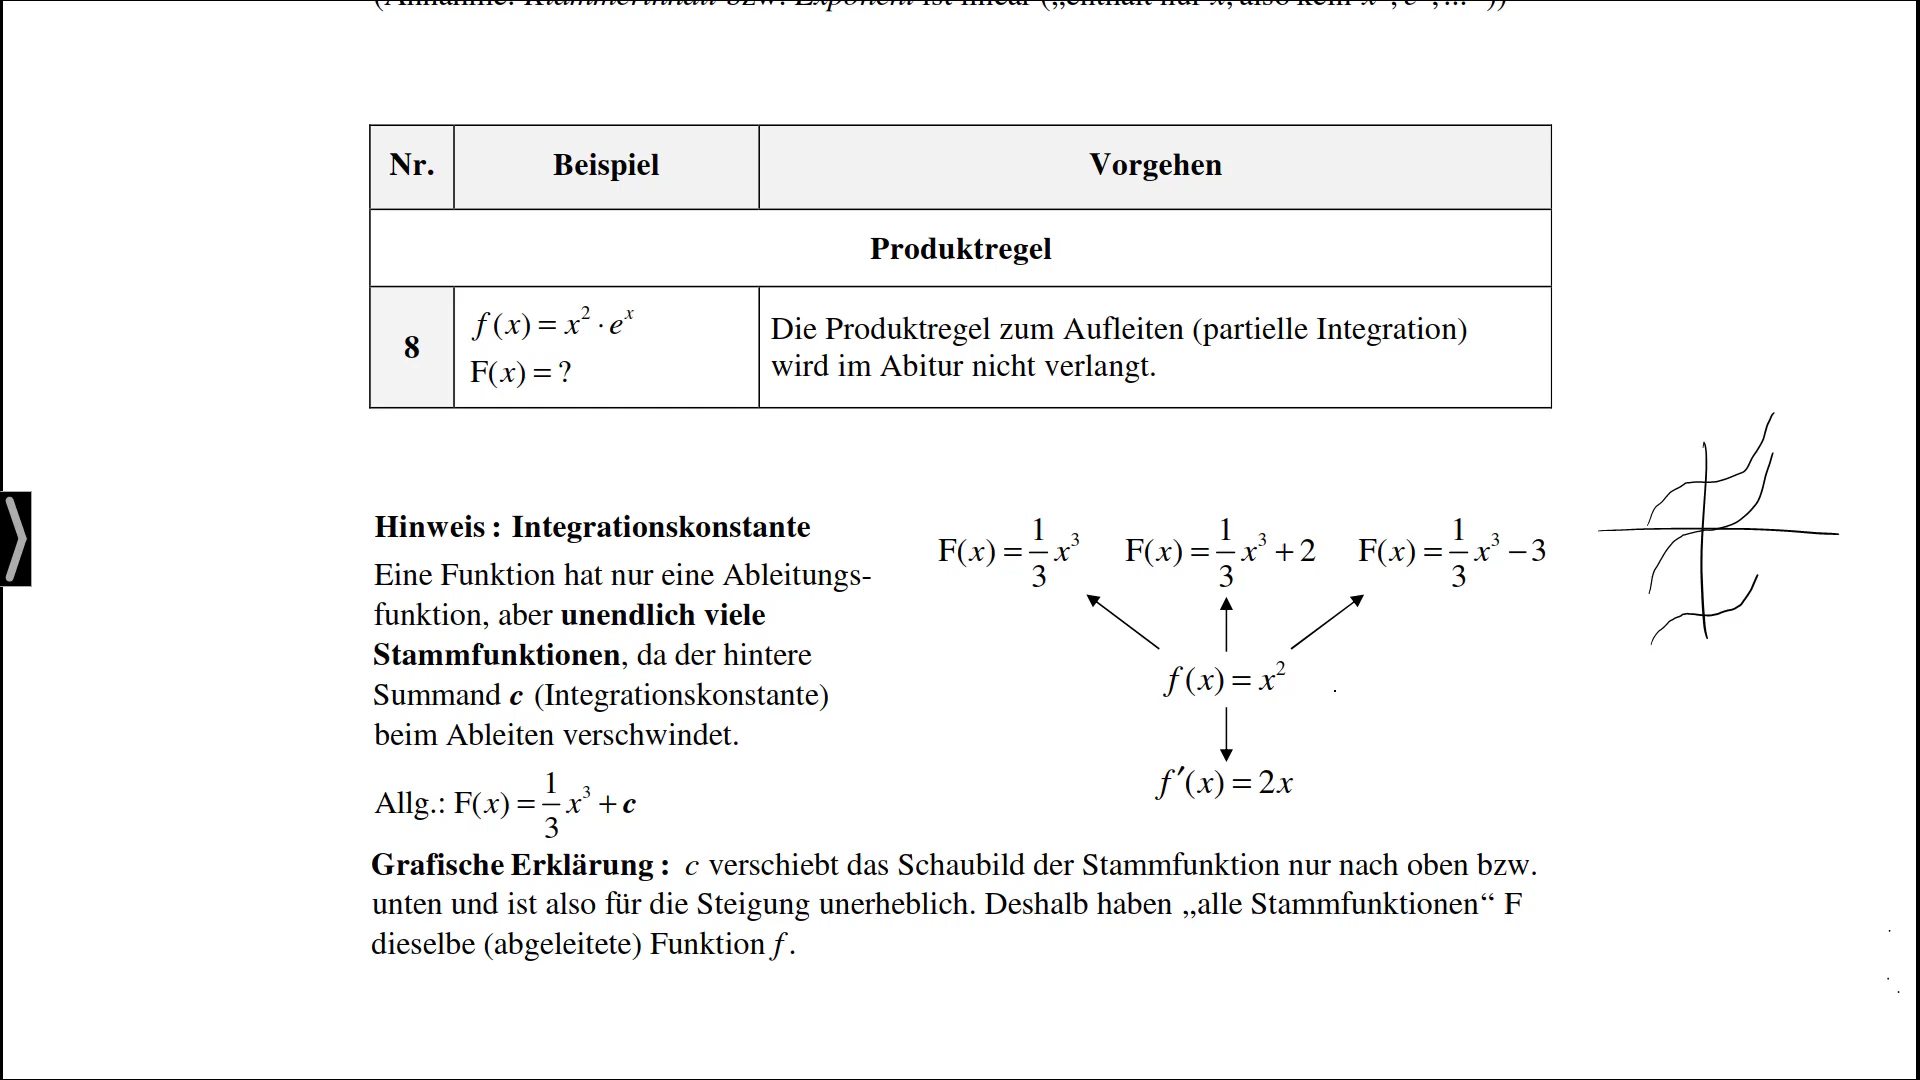 Nr. Beispiel Vorgehen
Produktregel
8 f(x) = x² · eˣ
F(x) = ?
Die Produktregel zum Aufleiten (partielle Integration)
wird im Abitur nicht verlangt.
Hinweis: Integrationskonstante
Eine Funktion hat nur eine Ableitungs-
funktion, aber unendlich viele
Stammfunktionen, da der hintere
Summand c (Integrationskonstante)
beim Ableiten verschwindet.
Allg.: F(x) = 1/3 x³ + c
F(x) = 1/3 x³ F(x) = 1/3 x³ + 2 F(x) = 1/3 x³ − 3
f(x) = x²
f′(x) = 2x
Grafische Erklärung: c verschiebt das Schaubild der Stammfunktion nur nach oben bzw.
unten und ist also für die Steigung unerheblich. Deshalb haben „alle Stammfunktionen“ F
dieselbe (abgeleitete) Funktion f.